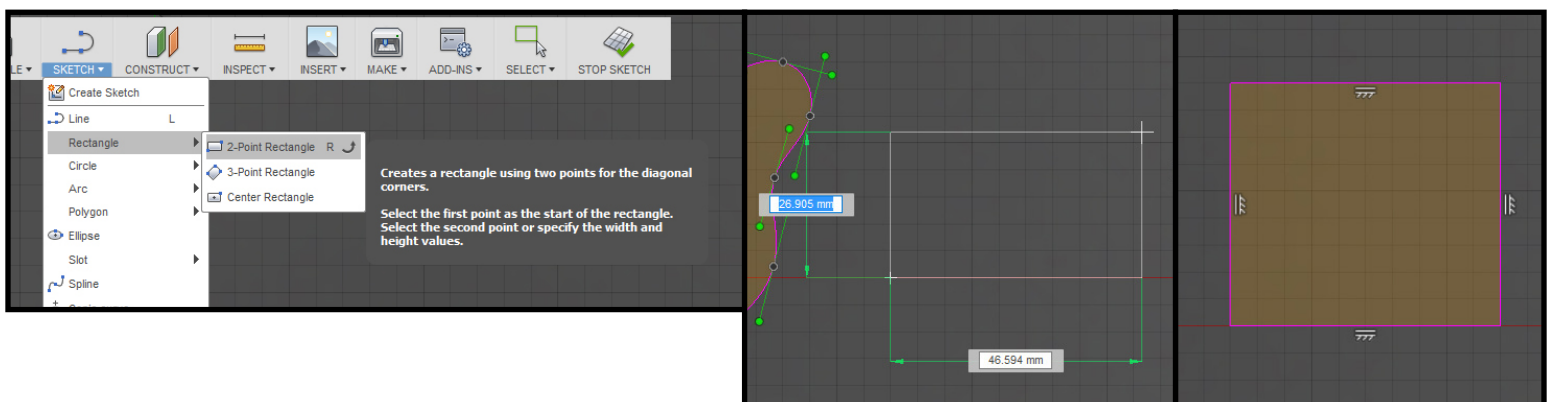 LE ▾ SKETCH ▾ CONSTRUCT ▾ INSPECT ▾ INSERT ▾ MAKE ▾ ADD-INS ▾ SELECT ▾ STOP SKETCH
Create Sketch
Line L
Rectangle
Circle
Arc
Polygon
Ellipse
Slot
Spline
2-Point Rectangle R
3-Point Rectangle
Center Rectangle
Creates a rectangle using two points for the diagonal
corners.
Select the first point as the start of the rectangle.
Select the second point or specify the width and
height values.
26.905 mm
46.594 mm